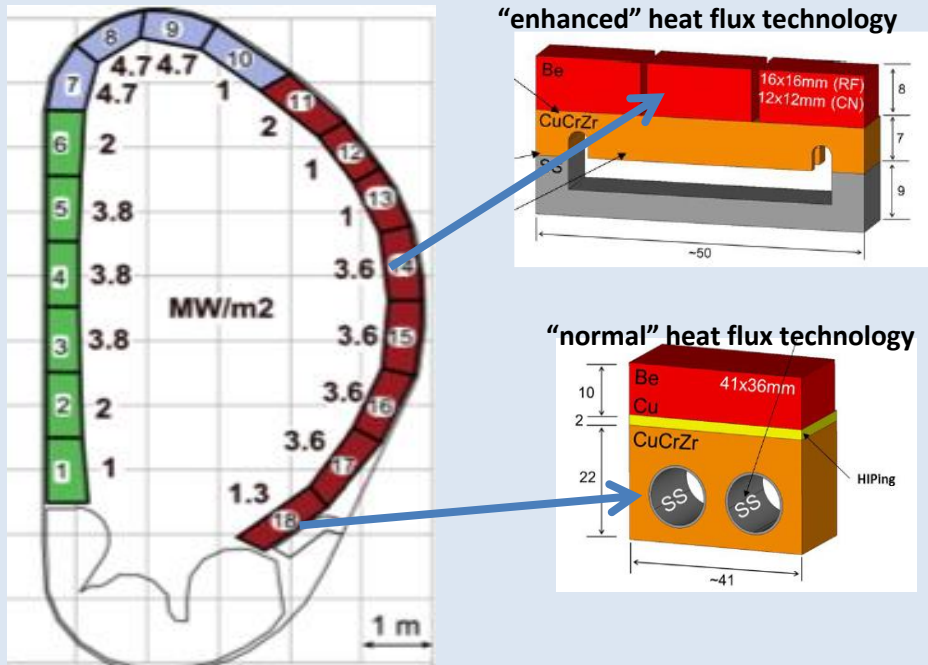 “enhanced” heat flux technology
Be
16x16mm (RF)
12x12mm (CN)
CuCrZr
SS
8
7
9
~50
“normal” heat flux technology
Be
41x36mm
Cu
CuCrZr
SS
SS
10
2
22
HIPing
~41
7
8
9
10
11
12
13
14
15
16
17
18
6
5
4
3
2
1
4.7
4.7
4.7
1
2
1
1
3.6
3.6
3.6
3.6
1.3
2
3.8
3.8
3.8
2
1
MW/m2
1 m